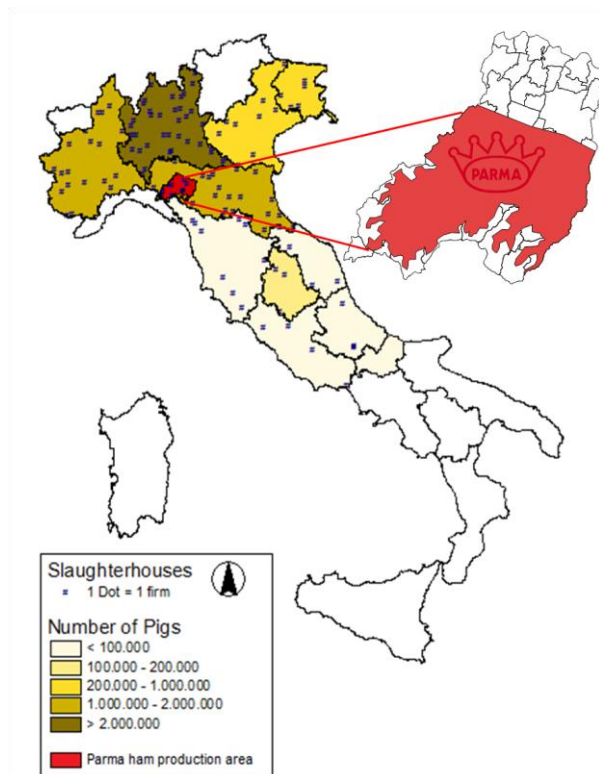 PARMA
Slaughterhouses
1 Dot = 1 firm
Number of Pigs
< 100.000
100.000 - 200.000
200.000 - 1.000.000
1.000.000 - 2.000.000
> 2.000.000
Parma ham production area